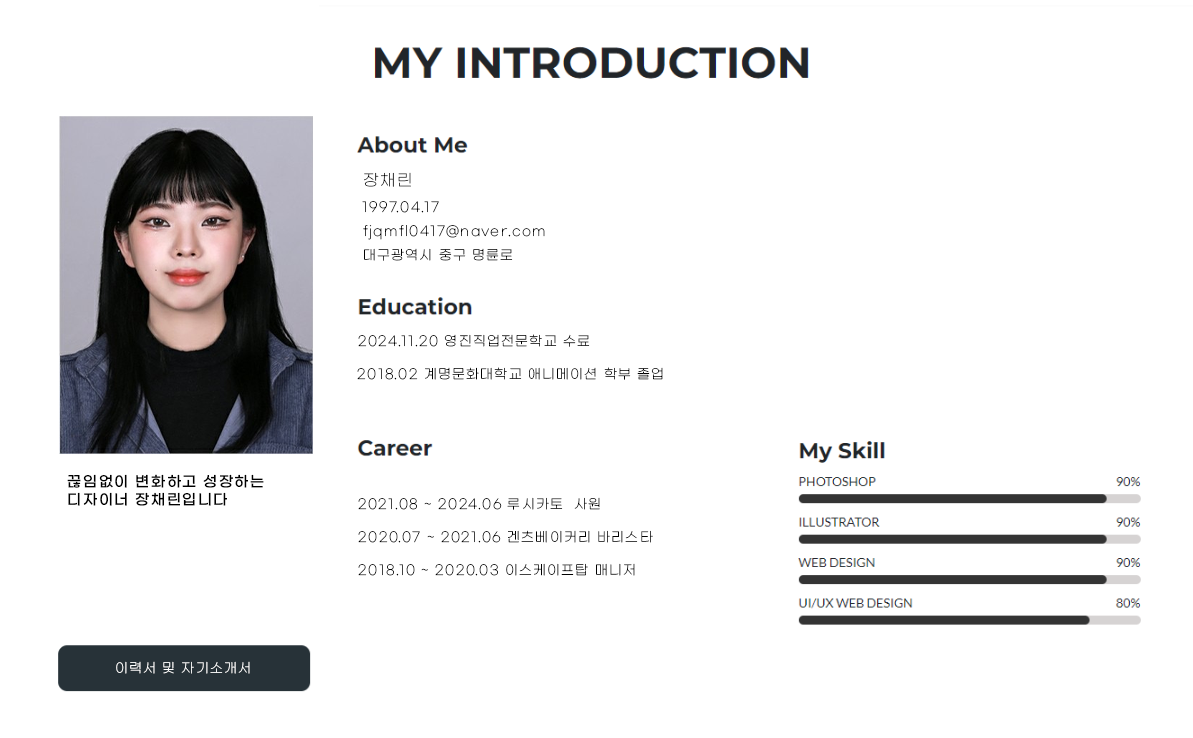 MY INTRODUCTION
About Me
장채린
1997.04.17
fjqmfl0417@naver.com
대구광역시 중구 명륜로
Education
2024.11.20 영진직업전문학교 수료
2018.02 계명문화대학교 애니메이션 학부 졸업
끊임없이 변화하고 성장하는
디자이너 장채린입니다
Career
2021.08 ~ 2024.06 루시카토 사원
2020.07 ~ 2021.06 겐츠베이커리 바리스타
2018.10 ~ 2020.03 이스케이프탑 매니저
My Skill
PHOTOSHOP 90%
ILLUSTRATOR 90%
WEB DESIGN 90%
UI/UX WEB DESIGN 80%
이력서 및 자기소개서